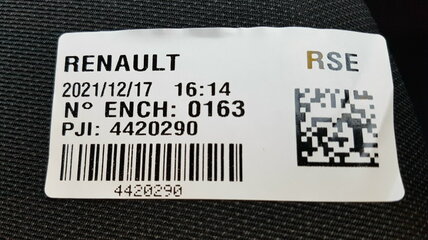 RENAULT RSE
2021/12/17 16:14
N° ENCH: 0163
PJI: 4420290
4420290